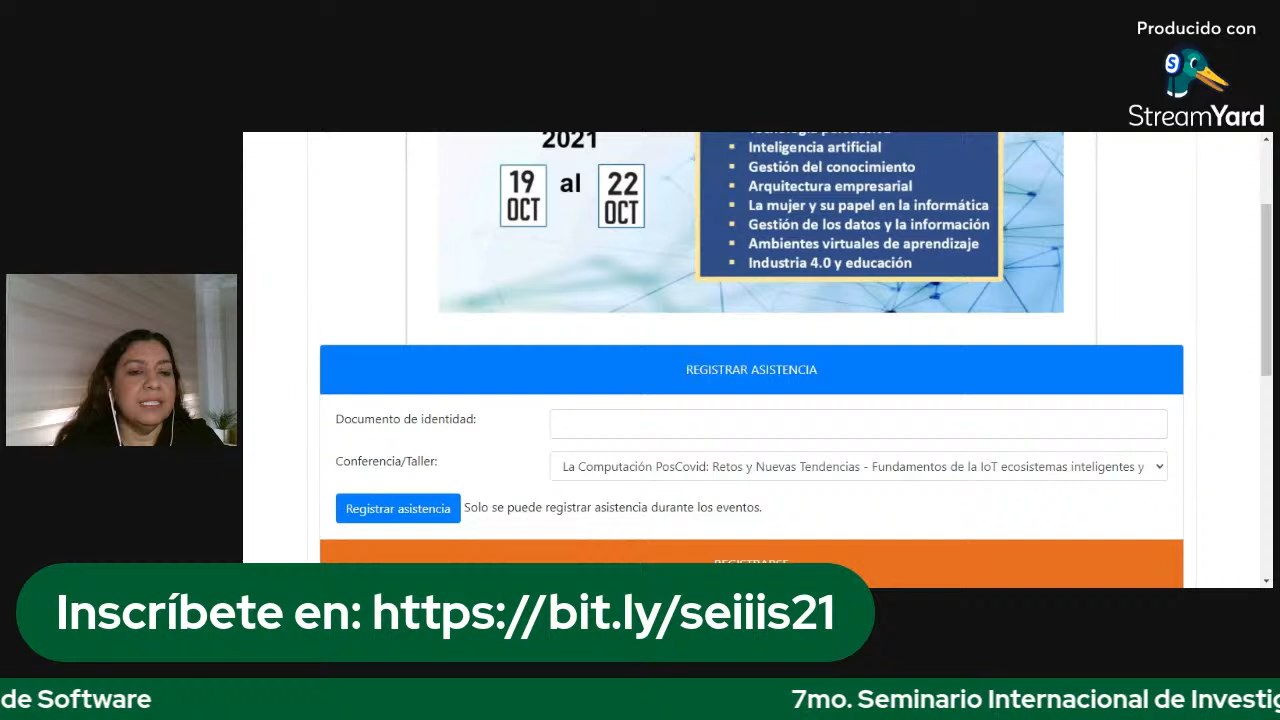 Producido con
StreamYard
2021
19
OCT
al
22
OCT
Inteligencia artificial
Gestión del conocimiento
Arquitectura empresarial
La mujer y su papel en la informática
Gestión de los datos y la información
Ambientes virtuales de aprendizaje
Industria 4.0 y educación
REGISTRAR ASISTENCIA
Documento de identidad:
Conferencia/Taller:
La Computación PosCovid: Retos y Nuevas Tendencias - Fundamentos de la IoT ecosistemas inteligentes y
Registrar asistencia
Solo se puede registrar asistencia durante los eventos.
REGISTRARSE
Inscríbete en: https://bit.ly/seiiis21
de Software
7mo. Seminario Internacional de Investig